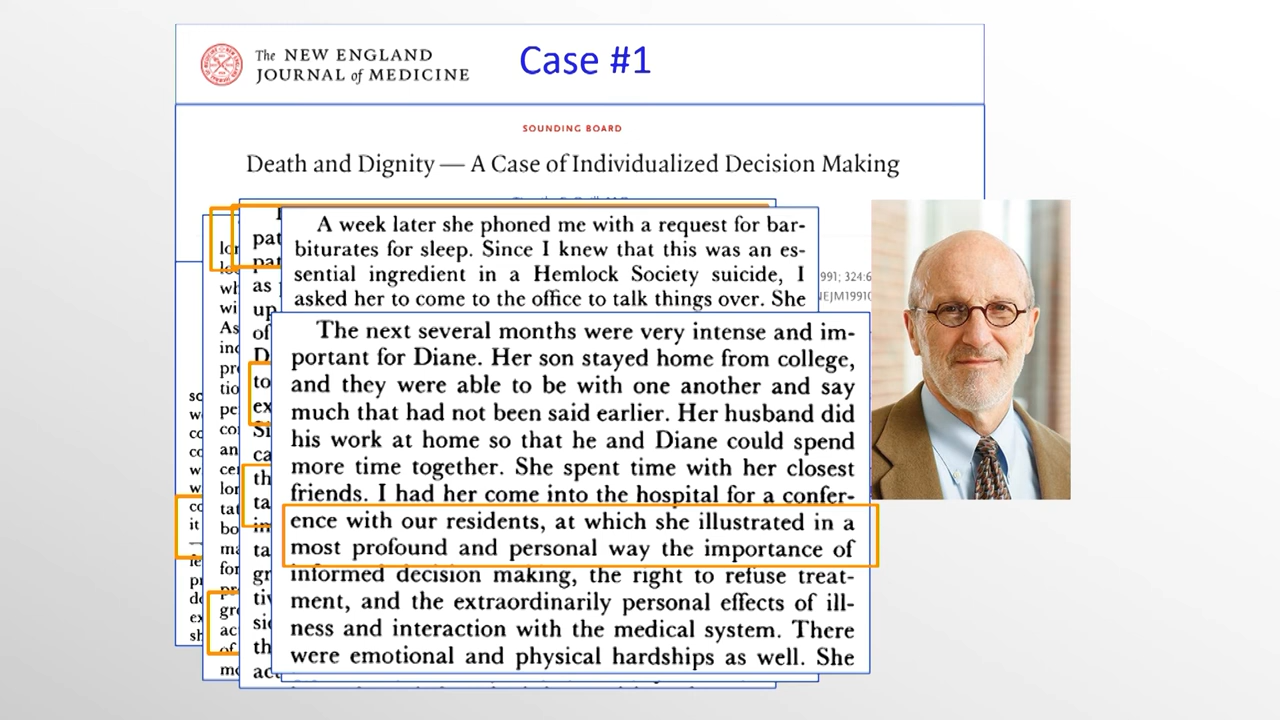 The NEW ENGLAND
JOURNAL of MEDICINE
Case #1
SOUNDING BOARD
Death and Dignity — A Case of Individualized Decision Making
A week later she phoned me with a request for bar-
biturates for sleep. Since I knew that this was an es-
sential ingredient in a Hemlock Society suicide, I
asked her to come to the office to talk things over. She
The next several months were very intense and im-
portant for Diane. Her son stayed home from college,
and they were able to be with one another and say
much that had not been said earlier. Her husband did
his work at home so that he and Diane could spend
more time together. She spent time with her closest
friends. I had her come into the hospital for a confer-
ence with our residents, at which she illustrated in a
most profound and personal way the importance of
informed decision making, the right to refuse treat-
ment, and the extraordinarily personal effects of ill-
ness and interaction with the medical system. There
were emotional and physical hardships as well. She